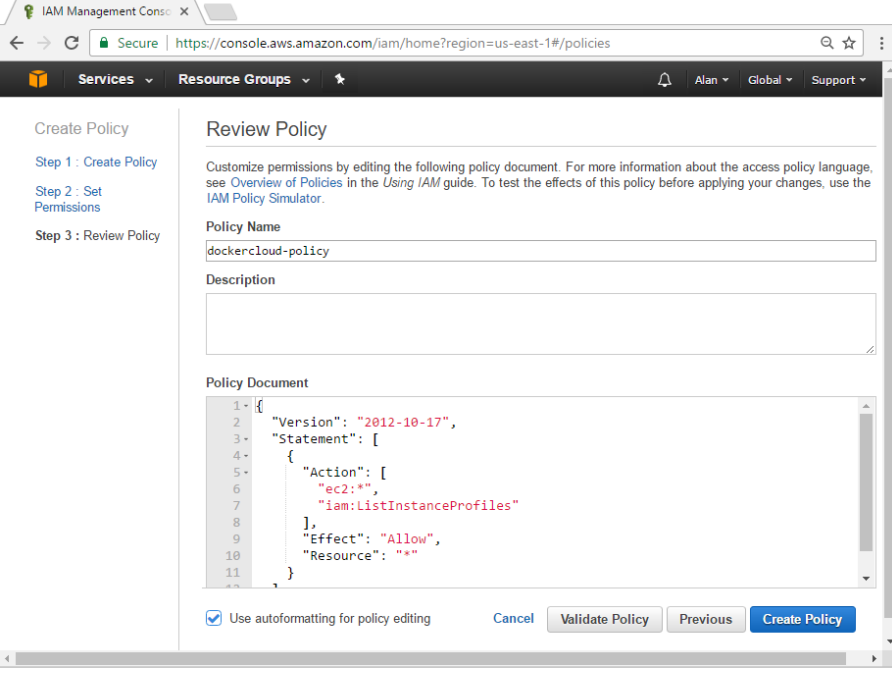 IAM Management Conso
Secure
https://console.aws.amazon.com/iam/home?region=us-east-1#/policies
Services
Resource Groups
Alan
Global
Support
Create Policy
Step 1 : Create Policy
Step 2 : Set
Permissions
Step 3 : Review Policy
Review Policy
Customize permissions by editing the following policy document. For more information about the access policy language,
see Overview of Policies in the Using IAM guide. To test the effects of this policy before applying your changes, use the
IAM Policy Simulator.
Policy Name
dockercloud-policy
Description
Policy Document
1 {
2 "Version": "2012-10-17",
3 "Statement": [
4 {
5 "Action": [
6 "ec2:*",
7 "iam:ListInstanceProfiles"
8 ],
9 "Effect": "Allow",
10 "Resource": "*"
11 }
12 ]
Use autoformatting for policy editing
Cancel
Validate Policy
Previous
Create Policy